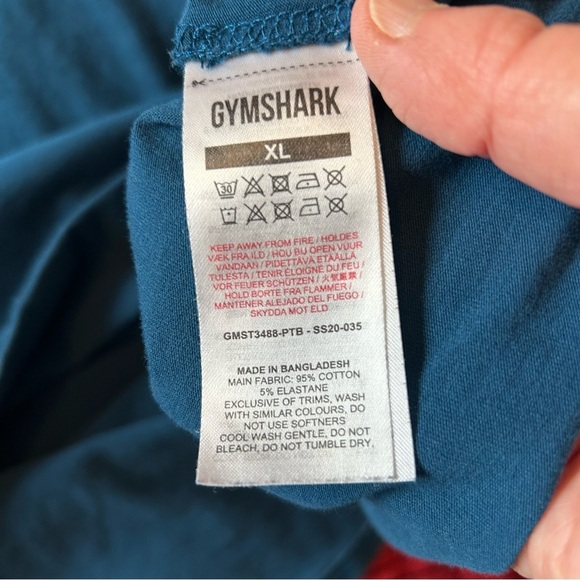 GYMSHARK
XL
30
KEEP AWAY FROM FIRE / HOLDES
VÆK FRA ILD / HOU BIJ OPEN VUUR
VANDAAN / PIDETTÄVÄ ETÄÄLLÄ
TULESTA / TENIR ÉLOIGNE DU FEU /
VOR FEUER SCHÜTZEN / 火気厳禁 /
HOLD BORTE FRA FLAMMER /
MANTENER ALEJADO DEL FUEGO /
SKYDDA MOT ELD
GMST3488-PTB - SS20-035
MADE IN BANGLADESH
MAIN FABRIC: 95% COTTON
5% ELASTANE
EXCLUSIVE OF TRIMS, WASH
WITH SIMILAR COLOURS, DO
NOT USE SOFTNERS
COOL WASH GENTLE, DO NOT
BLEACH, DO NOT TUMBLE DRY.